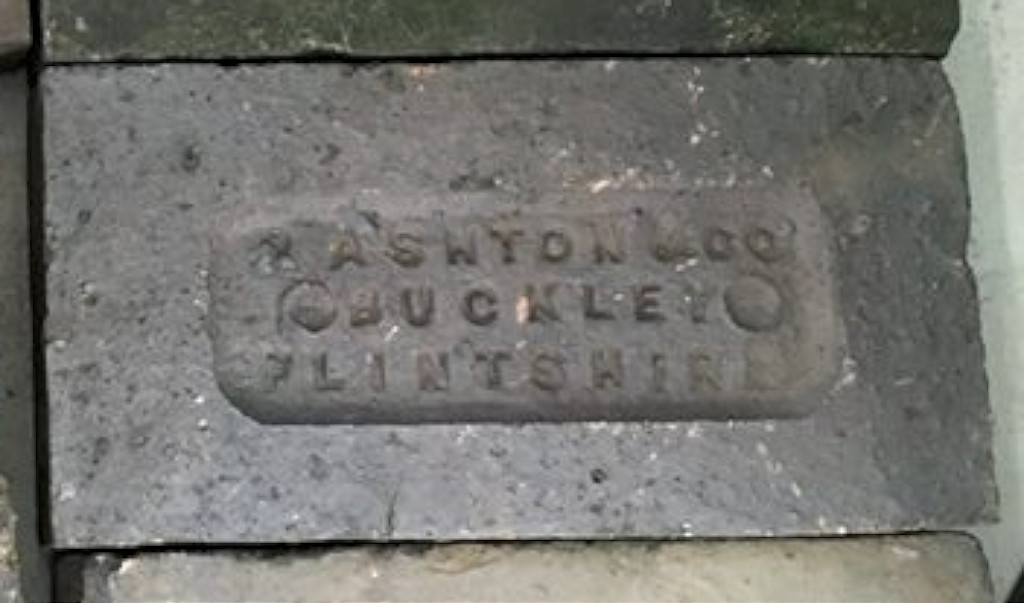 ASHTON & CO
BUCKLEY
FLINTSHIRE